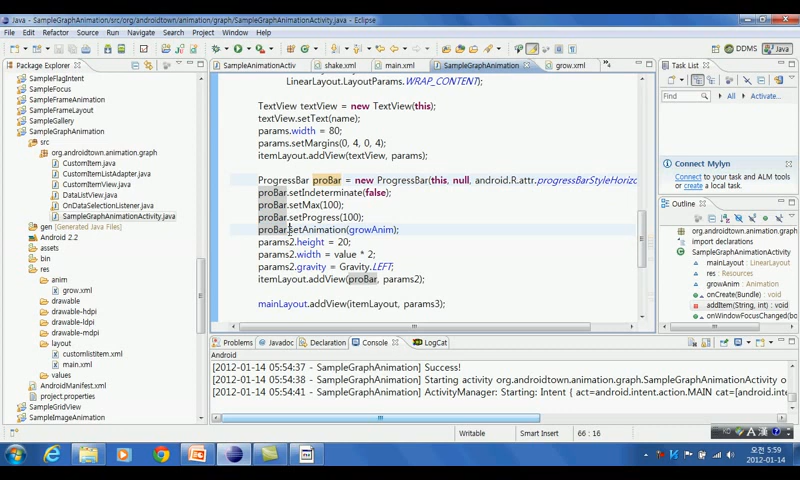 Java - SampleGraphAnimation/src/org/androidtown/animation/graph/SampleGraphAnimationActivity.java - Eclipse
File Edit Refactor Source Navigate Search Project Run Window Help
DDMS Java
Package Explorer
SampleFlagIntent
SampleFocus
SampleFrameAnimation
SampleFrameLayout
SampleGraphAnimation
src
org.androidtown.animation.graph
CustomItem.java
CustomItemListAdapter.java
CustomItemView.java
DataListView.java
OnDataSelectionListener.java
SampleGraphAnimationActivity.java
gen [Generated Java Files]
Android 2.2
assets
bin
res
anim
grow.xml
drawable
drawable-hdpi
drawable-ldpi
drawable-mdpi
layout
customlistitem.xml
main.xml
values
AndroidManifest.xml
project.properties
SampleGridView
SampleImageAnimation
SampleAnimationActiv shake.xml main.xml SampleGraphAnimation grow.xml »4
LinearLayout.LayoutParams.WRAP_CONTENT);
TextView textView = new TextView(this);
textView.setText(name);
params.width = 80;
params.setMargins(0, 4, 0, 4);
itemLayout.addView(textView, params);
ProgressBar proBar = new ProgressBar(this, null, android.R.attr.progressBarStyleHorizo
proBar.setIndeterminate(false);
proBar.setMax(100);
proBar.setProgress(100);
proBar.setAnimation(growAnim);
params2.height = 20;
params2.width = value * 2;
params2.gravity = Gravity.LEFT;
itemLayout.addView(proBar, params2);
mainLayout.addView(itemLayout, params3);
Task List
Find All Activate...
Connect Mylyn
Connect to your task and ALM tools
or create a local task.
Outline
org.androidtown.animation.graph
import declarations
SampleGraphAnimationActivity
mainLayout : LinearLayout
res : Resources
growAnim : Animation
onCreate(Bundle) : void
addItem(String, int) : void
onWindowFocusChanged(
Problems Javadoc Declaration Console LogCat
Android
[2012-01-14 05:54:37 - SampleGraphAnimation] Success!
[2012-01-14 05:54:37 - SampleGraphAnimation] Starting activity org.androidtown.animation.graph.SampleGraphAnimationActivity o
[2012-01-14 05:54:41 - SampleGraphAnimation] ActivityManager: Starting: Intent { act=android.intent.action.MAIN cat=[android.inte
Writable Smart Insert 66 : 16
A 漢
오전 5:59
2012-01-14